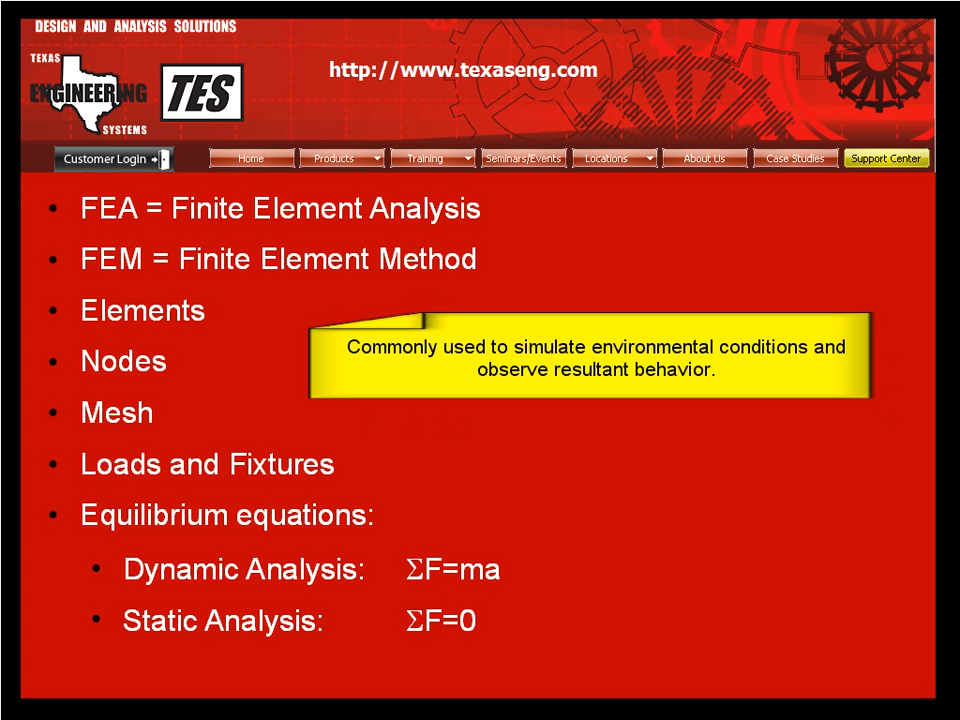 DESIGN AND ANALYSIS SOLUTIONS
TEXAS
ENGINEERING
SYSTEMS
TES
http://www.texaseng.com
Customer Login
Home
Products
Training
Seminars/Events
Locations
About Us
Case Studies
Support Center
• FEA = Finite Element Analysis
• FEM = Finite Element Method
• Elements
• Nodes
• Mesh
• Loads and Fixtures
• Equilibrium equations:
• Dynamic Analysis: ΣF=ma
• Static Analysis: ΣF=0
Commonly used to simulate environmental conditions and
observe resultant behavior.